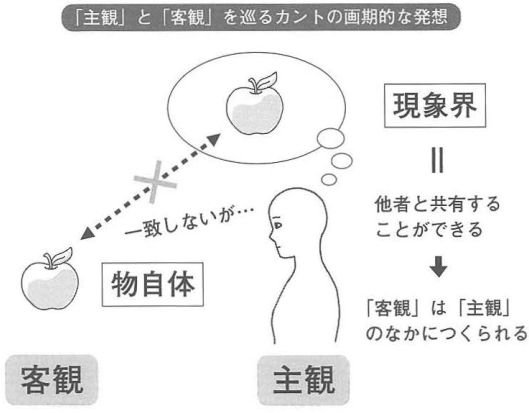 「主観」と「客観」を巡るカントの画期的な発想
現象界
||
他者と共有する
ことができる
「客観」は「主観」
のなかにつくられる
一致しないが…
物自体
客観
主観